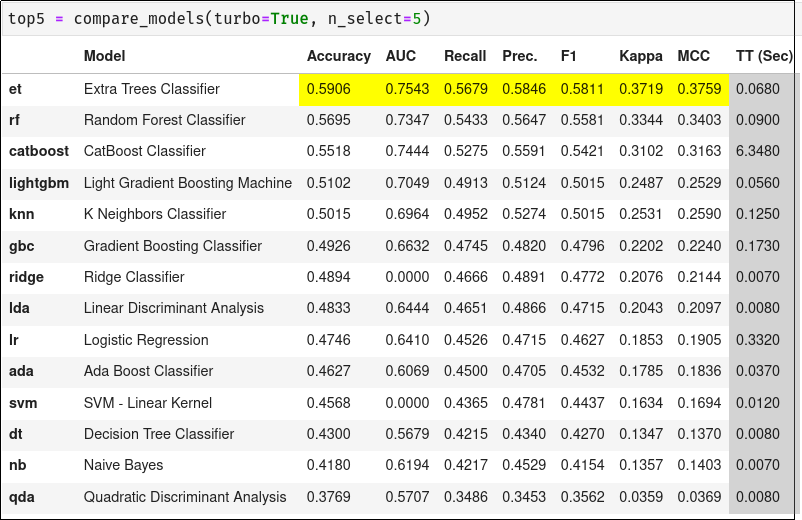 top5 = compare_models(turbo=True, n_select=5)
Model Accuracy AUC Recall Prec. F1 Kappa MCC TT (Sec)
et Extra Trees Classifier 0.5906 0.7543 0.5679 0.5846 0.5811 0.3719 0.3759 0.0680
rf Random Forest Classifier 0.5695 0.7347 0.5433 0.5647 0.5581 0.3344 0.3403 0.0900
catboost CatBoost Classifier 0.5518 0.7444 0.5275 0.5591 0.5421 0.3102 0.3163 6.3480
lightgbm Light Gradient Boosting Machine 0.5102 0.7049 0.4913 0.5124 0.5015 0.2487 0.2529 0.0560
knn K Neighbors Classifier 0.5015 0.6964 0.4952 0.5274 0.5015 0.2531 0.2590 0.1250
gbc Gradient Boosting Classifier 0.4926 0.6632 0.4745 0.4820 0.4796 0.2202 0.2240 0.1730
ridge Ridge Classifier 0.4894 0.0000 0.4666 0.4891 0.4772 0.2076 0.2144 0.0070
lda Linear Discriminant Analysis 0.4833 0.6444 0.4651 0.4866 0.4715 0.2043 0.2097 0.0080
lr Logistic Regression 0.4746 0.6410 0.4526 0.4715 0.4627 0.1853 0.1905 0.3320
ada Ada Boost Classifier 0.4627 0.6069 0.4500 0.4705 0.4532 0.1785 0.1836 0.0370
svm SVM - Linear Kernel 0.4568 0.0000 0.4365 0.4781 0.4437 0.1634 0.1694 0.0120
dt Decision Tree Classifier 0.4300 0.5679 0.4215 0.4340 0.4270 0.1347 0.1370 0.0080
nb Naive Bayes 0.4180 0.6194 0.4217 0.4529 0.4154 0.1357 0.1403 0.0070
qda Quadratic Discriminant Analysis 0.3769 0.5707 0.3486 0.3453 0.3562 0.0359 0.0369 0.0080